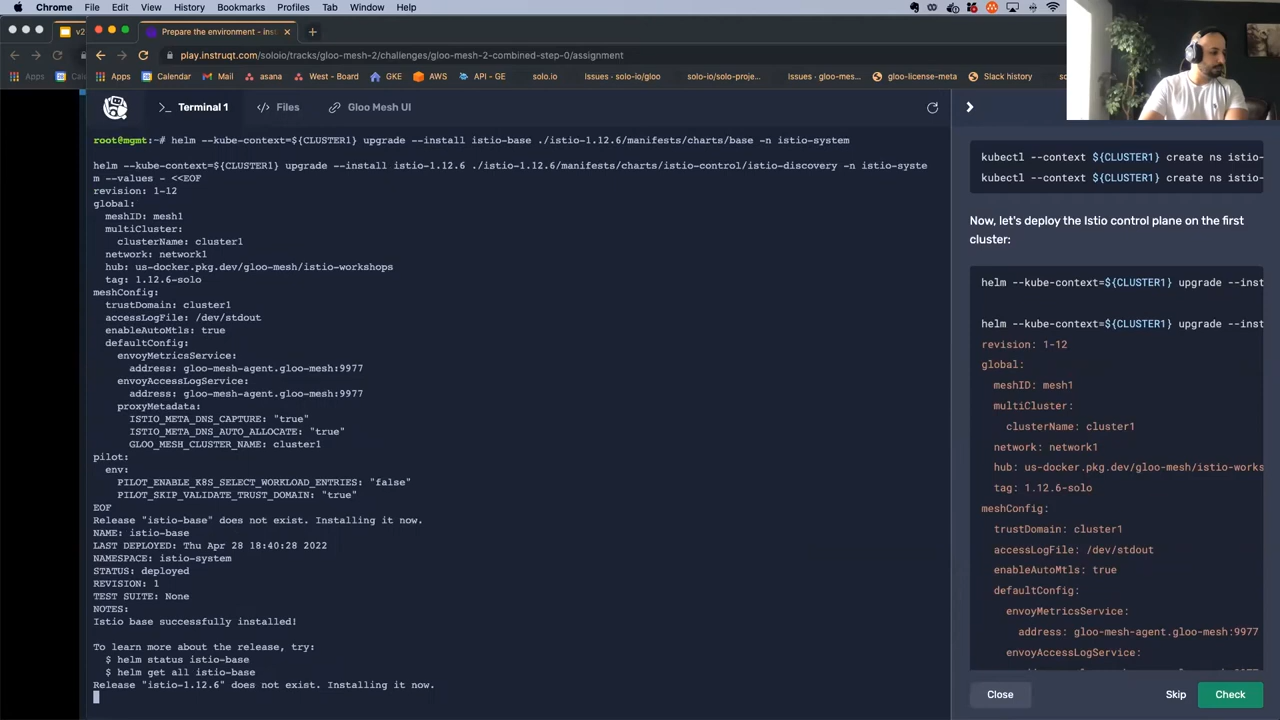 Chrome File Edit View History Bookmarks Profiles Tab Window Help
v2
Prepare the environment - inst
play.instruqt.com/soloio/tracks/gloo-mesh-2/challenges/gloo-mesh-2-combined-step-0/assignment
Apps
Apps Calendar Mail asana West - Board GKE AWS API - GE solo.io Issues · solo-io/gloo solo-io/solo-proje... Issues · gloo-mes... gloo-license-meta Slack history
Terminal 1 Files Gloo Mesh UI
root@mgmt:~# helm --kube-context=${CLUSTER1} upgrade --install istio-base ./istio-1.12.6/manifests/charts/base -n istio-system
helm --kube-context=${CLUSTER1} upgrade --install istio-1.12.6 ./istio-1.12.6/manifests/charts/istio-control/istio-discovery -n istio-syste
m --values - <<EOF
revision: 1-12
global:
meshID: mesh1
multiCluster:
clusterName: cluster1
network: network1
hub: us-docker.pkg.dev/gloo-mesh/istio-workshops
tag: 1.12.6-solo
meshConfig:
trustDomain: cluster1
accessLogFile: /dev/stdout
enableAutoMtls: true
defaultConfig:
envoyMetricsService:
address: gloo-mesh-agent.gloo-mesh:9977
envoyAccessLogService:
address: gloo-mesh-agent.gloo-mesh:9977
proxyMetadata:
ISTIO_META_DNS_CAPTURE: "true"
ISTIO_META_DNS_AUTO_ALLOCATE: "true"
GLOO_MESH_CLUSTER_NAME: cluster1
pilot:
env:
PILOT_ENABLE_K8S_SELECT_WORKLOAD_ENTRIES: "false"
PILOT_SKIP_VALIDATE_TRUST_DOMAIN: "true"
EOF
Release "istio-base" does not exist. Installing it now.
NAME: istio-base
LAST DEPLOYED: Thu Apr 28 18:40:28 2022
NAMESPACE: istio-system
STATUS: deployed
REVISION: 1
TEST SUITE: None
NOTES:
Istio base successfully installed!
To learn more about the release, try:
$ helm status istio-base
$ helm get all istio-base
Release "istio-1.12.6" does not exist. Installing it now.
kubectl --context ${CLUSTER1} create ns istio-
kubectl --context ${CLUSTER1} create ns istio-
Now, let's deploy the Istio control plane on the first
cluster:
helm --kube-context=${CLUSTER1} upgrade --inst
helm --kube-context=${CLUSTER1} upgrade --inst
revision: 1-12
global:
meshID: mesh1
multiCluster:
clusterName: cluster1
network: network1
hub: us-docker.pkg.dev/gloo-mesh/istio-works
tag: 1.12.6-solo
meshConfig:
trustDomain: cluster1
accessLogFile: /dev/stdout
enableAutoMtls: true
defaultConfig:
envoyMetricsService:
address: gloo-mesh-agent.gloo-mesh:9977
envoyAccessLogService:
Close Skip Check